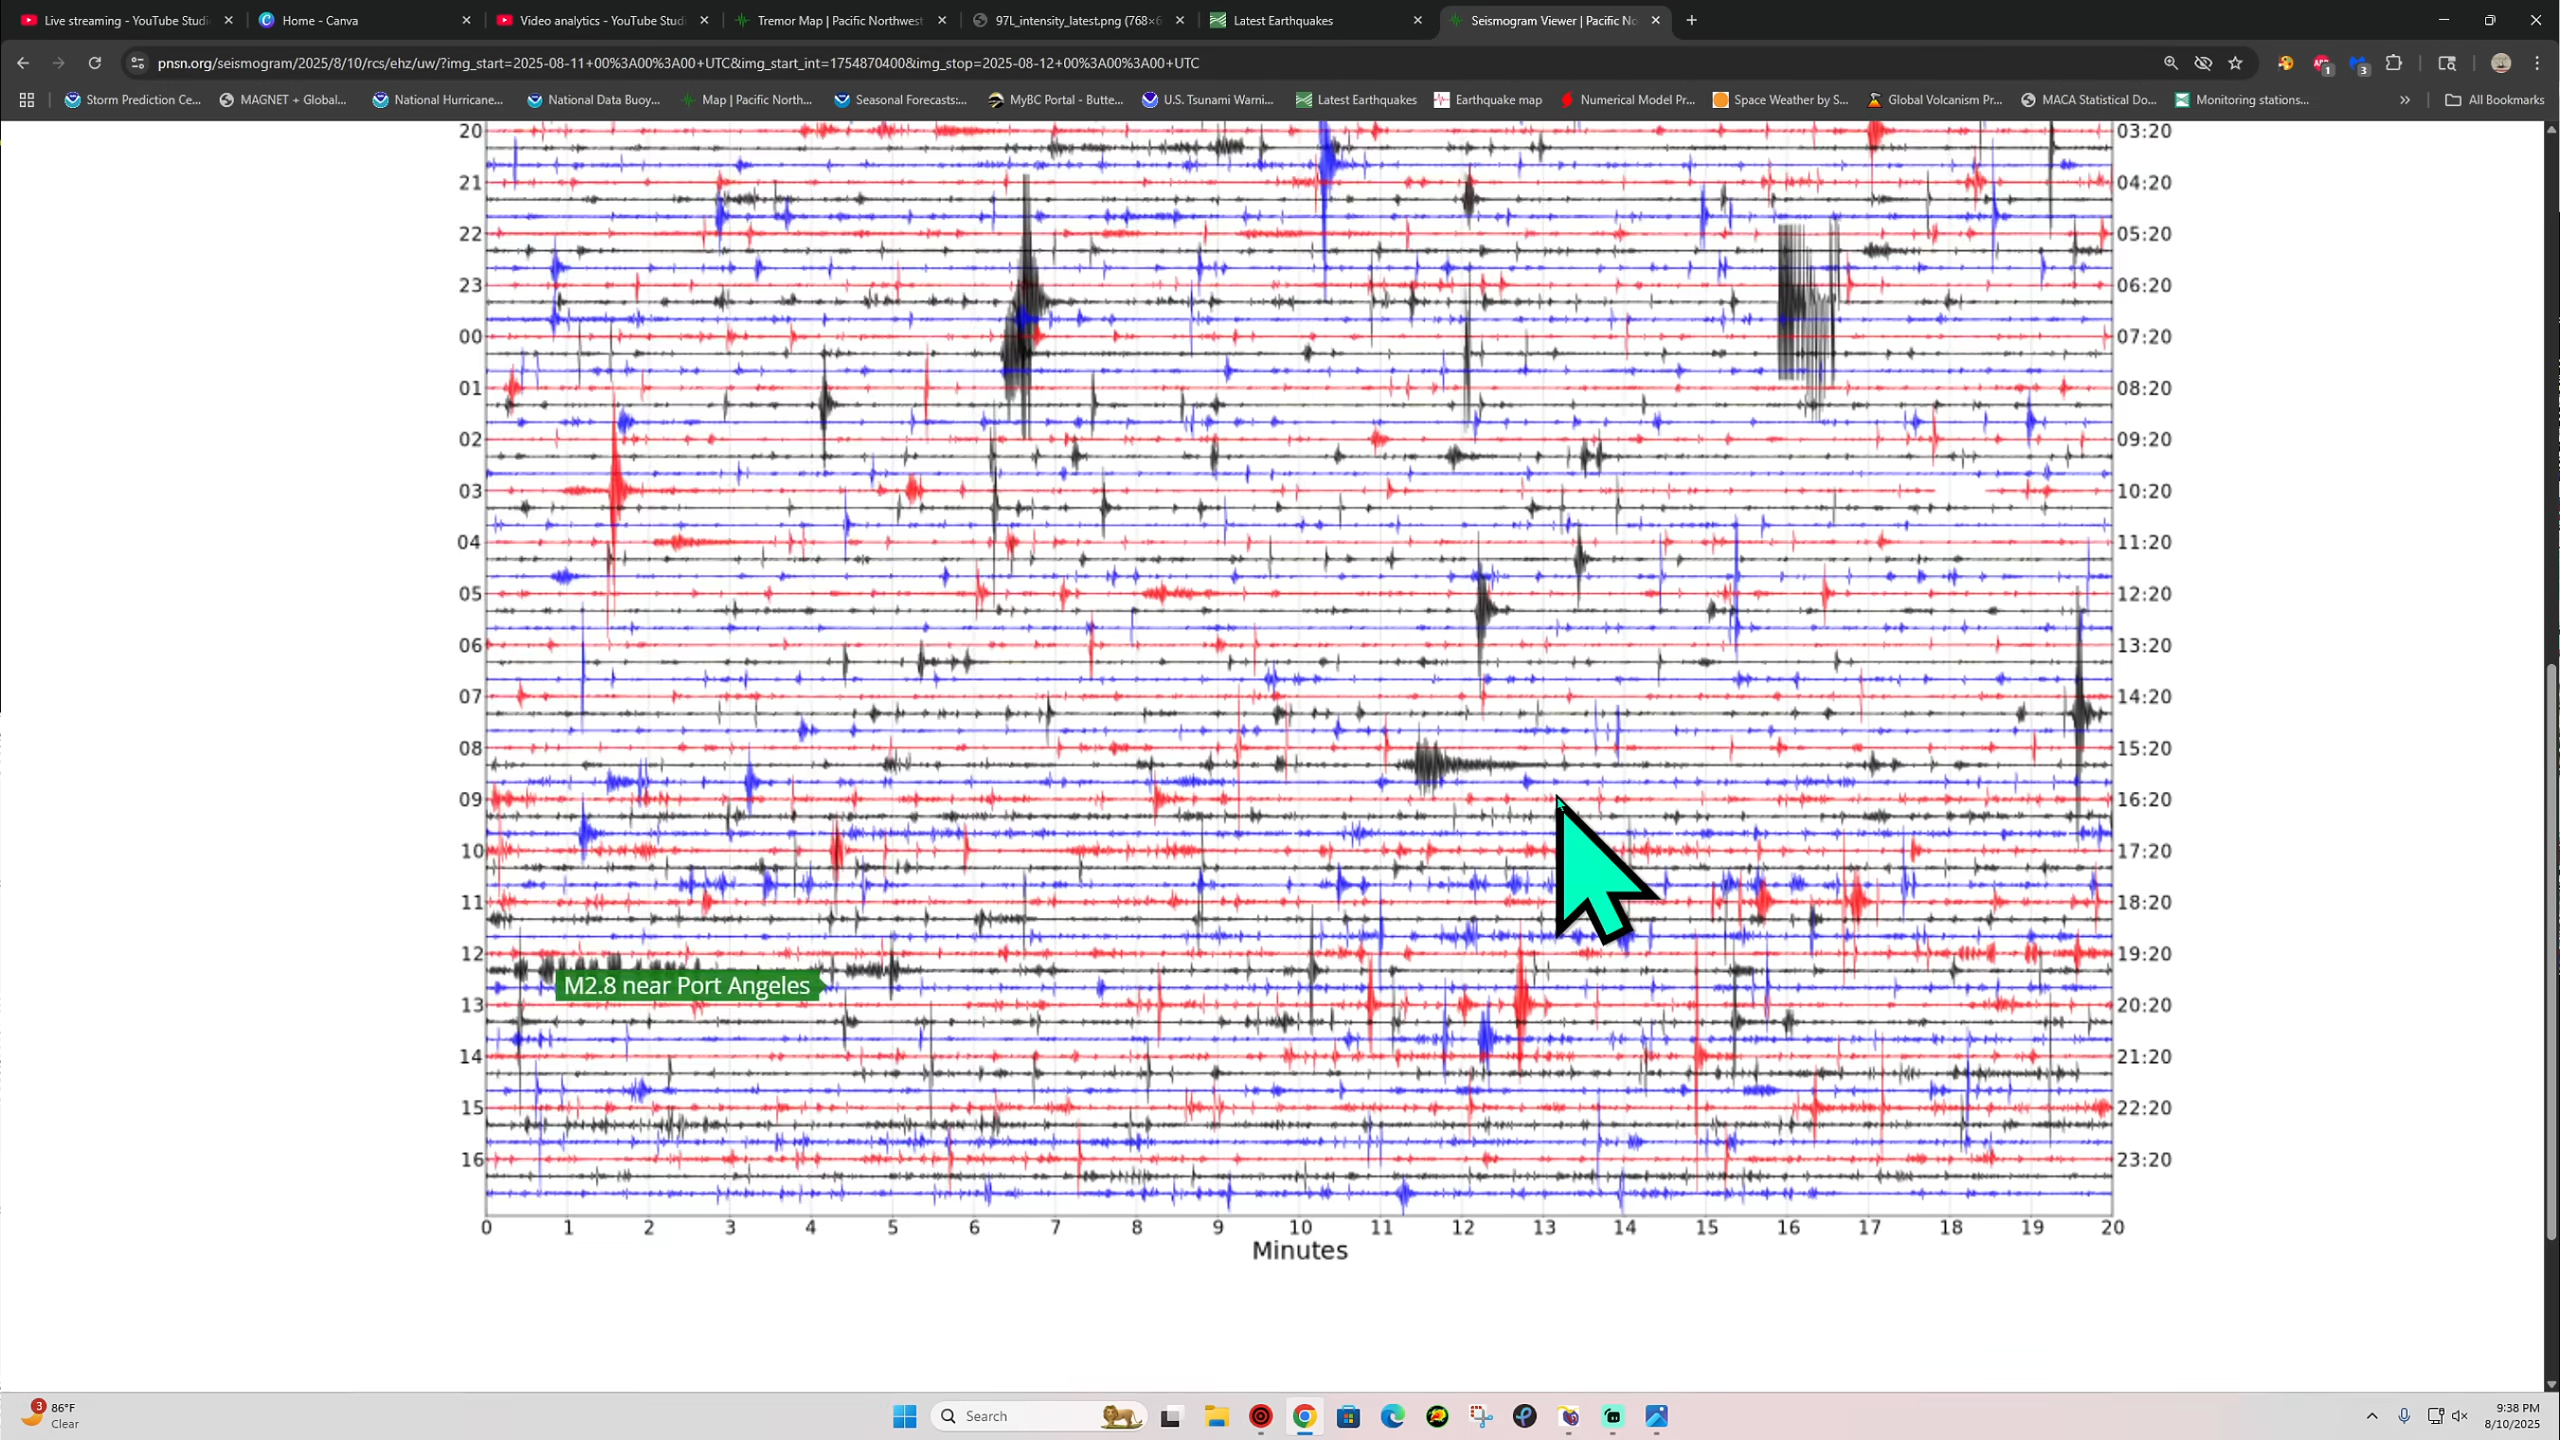 Live streaming - YouTube Studi
Home - Canva
Video analytics - YouTube Studi
Tremor Map | Pacific Northwest
97L_intensity_latest.png (768×6
Latest Earthquakes
Seismogram Viewer | Pacific No
pnsn.org/seismogram/2025/8/10/rcs/ehz/uw/?img_start=2025-08-11+00%3A00%3A00+UTC&img_start_int=1754870400&img_stop=2025-08-12+00%3A00%3A00+UTC
1
3
Storm Prediction Ce...
MAGNET + Global...
National Hurricane...
National Data Buoy...
Map | Pacific North...
Seasonal Forecasts:...
MyBC Portal - Butte...
U.S. Tsunami Warni...
Latest Earthquakes
Earthquake map
Numerical Model Pr...
Space Weather by S...
Global Volcanism Pr...
MACA Statistical Do...
Monitoring stations...
All Bookmarks
20 03:20
21 04:20
22 05:20
23 06:20
00 07:20
01 08:20
02 09:20
03 10:20
04 11:20
05 12:20
06 13:20
07 14:20
08 15:20
09 16:20
10 17:20
11 18:20
12 19:20
M2.8 near Port Angeles
13 20:20
14 21:20
15 22:20
16 23:20
0 1 2 3 4 5 6 7 8 9 10 11 12 13 14 15 16 17 18 19 20
Minutes
3
86°F
Clear
Search
9:38 PM
8/10/2025